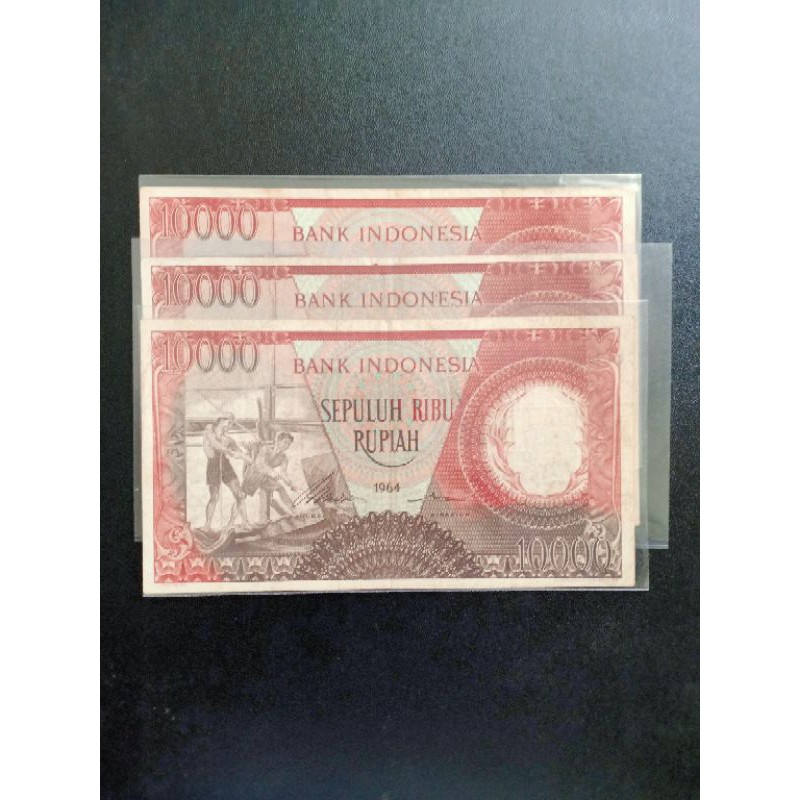 10000
BANK INDONESIA
10000
BANK INDONESIA
10000
BANK INDONESIA
SEPULUH RIBU
RUPIAH
1964
10000